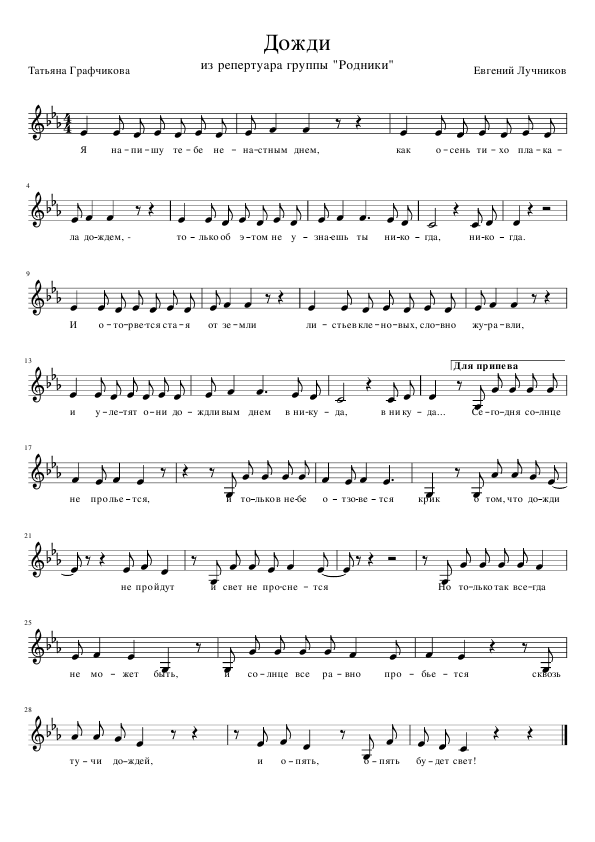 Дожди
из репертуара группы "Родники"
Татьяна Графчикова Евгений Лучников
Я на-пи-шу те-бе не-на-стным днем, как о-сень ти-хо пла-ка-
4
ла до-ждем, - то-лько об э-том не у-зна-ешь ты ни-ко-гда, ни-ко-гда.
9
И о-то-рве-тся ста-я от зе-мли ли-стьев кле-но-вых, сло-вно жу-ра-вли,
13
Для припева
и у-ле-тят о-ни до-ждли вым днем в ни-ку-да, в ни ку-да... Се-го-дня со-лнце
17
не про-лье-тся, и то-лько в не-бе о-тзо-ве-тся крик о том, что до-жди
21
не пройдут и свет не про-сне-тся Но то-лько так все-гда
25
не мо-жет быть, и со-лнце все ра-вно про-бье-тся сквозь
28
ту-чи до-ждей, и о-пять, о-пять бу-дет свет!